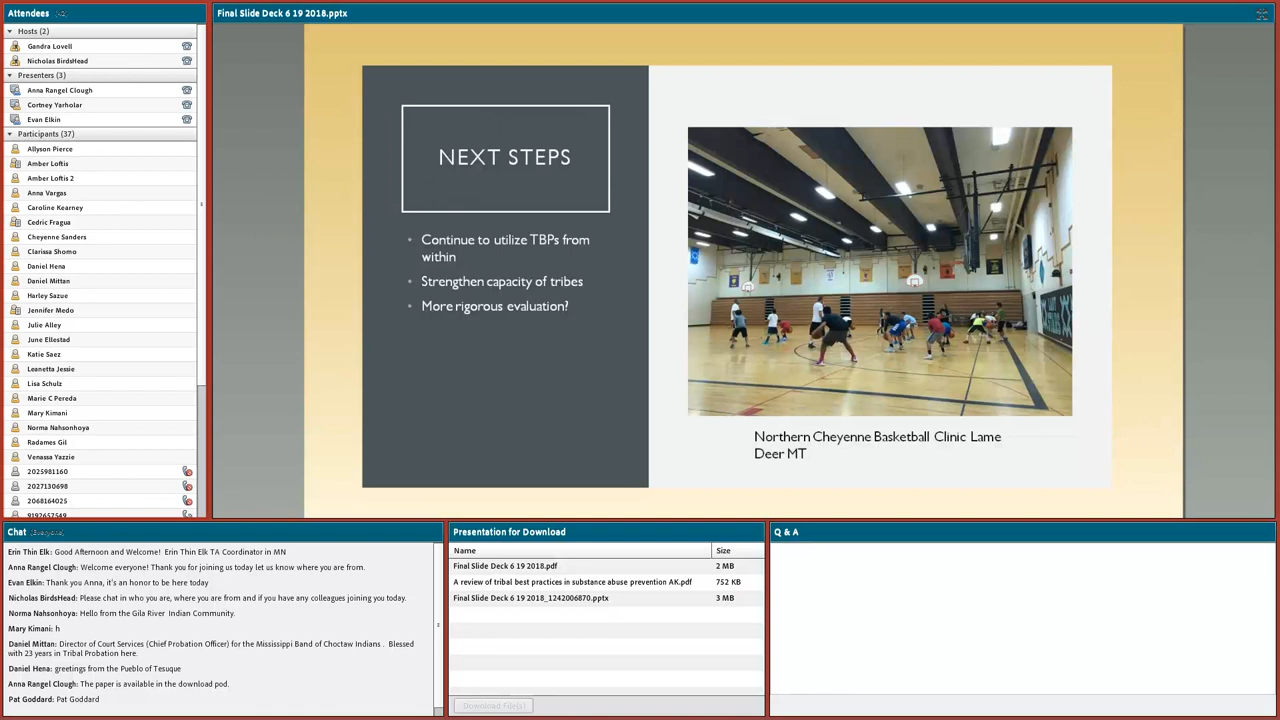 Attendees
Hosts (2)
Gandra Lovell
Nicholas BirdsHead
Presenters (3)
Anna Rangel Clough
Cortney Yarholar
Evan Elkin
Participants (37)
Allyson Pierce
Amber Loftis
Amber Loftis 2
Anna Vargas
Caroline Kearney
Cedric Fragua
Cheyenne Sanders
Clarissa Shomo
Daniel Hena
Daniel Mittan
Harley Sazue
Jennifer Medo
Julie Alley
June Ellestad
Katie Saez
Leanetta Jessie
Lisa Schulz
Marie C Pereda
Mary Kimani
Norma Nahsonhoya
Radames Gil
Venassa Yazzie
2025981160
2027130698
2068164025
9192657549
Final Slide Deck 6 19 2018.pptx
NEXT STEPS
• Continue to utilize TBPs from
within
• Strengthen capacity of tribes
• More rigorous evaluation?
Northern Cheyenne Basketball Clinic Lame
Deer MT
Chat (Everyone)
Erin Thin Elk: Good Afternoon and Welcome! Erin Thin Elk TA Coordinator in MN
Anna Rangel Clough: Welcome everyone! Thank you for joining us today let us know where you are from.
Evan Elkin: Thank you Anna, it's an honor to be here today
Nicholas BirdsHead: Please chat in who you are, where you are from and if you have any colleagues joining you today.
Norma Nahsonhoya: Hello from the Gila River Indian Community.
Mary Kimani: h
Daniel Mittan: Director of Court Services (Chief Probation Officer) for the Mississippi Band of Choctaw Indians . Blessed
with 23 years in Tribal Probation here.
Daniel Hena: greetings from the Pueblo of Tesuque
Anna Rangel Clough: The paper is available in the download pod.
Pat Goddard: Pat Goddard
Presentation for Download
Name Size
Final Slide Deck 6 19 2018.pdf 2 MB
A review of tribal best practices in substance abuse prevention AK.pdf 752 KB
Final Slide Deck 6 19 2018_1242006870.pptx 3 MB
Download File(s)
Q & A